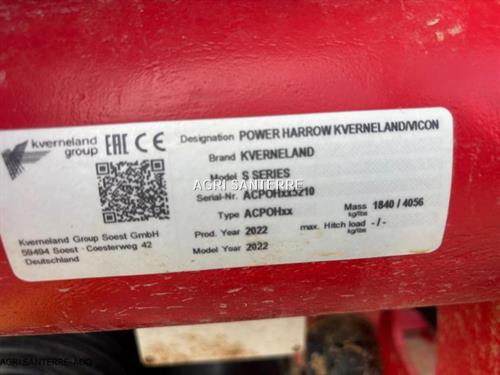 kverneland group EAC CE
Designation POWER HARROW KVERNELAND/VICON
Brand KVERNELAND
Model S SERIES
AGRI SANTERRE
Serial-Nr. ACPOHxx5210
Type ACPOHxx
Mass kg/lbs 1840 / 4056
Prod. Year 2022
max. Hitch load kg/lbs - / -
Model Year 2022
Kverneland Group Soest GmbH
59494 Soest - Coesterweg 42
Deutschland
AGRI SANTERRE-AGO